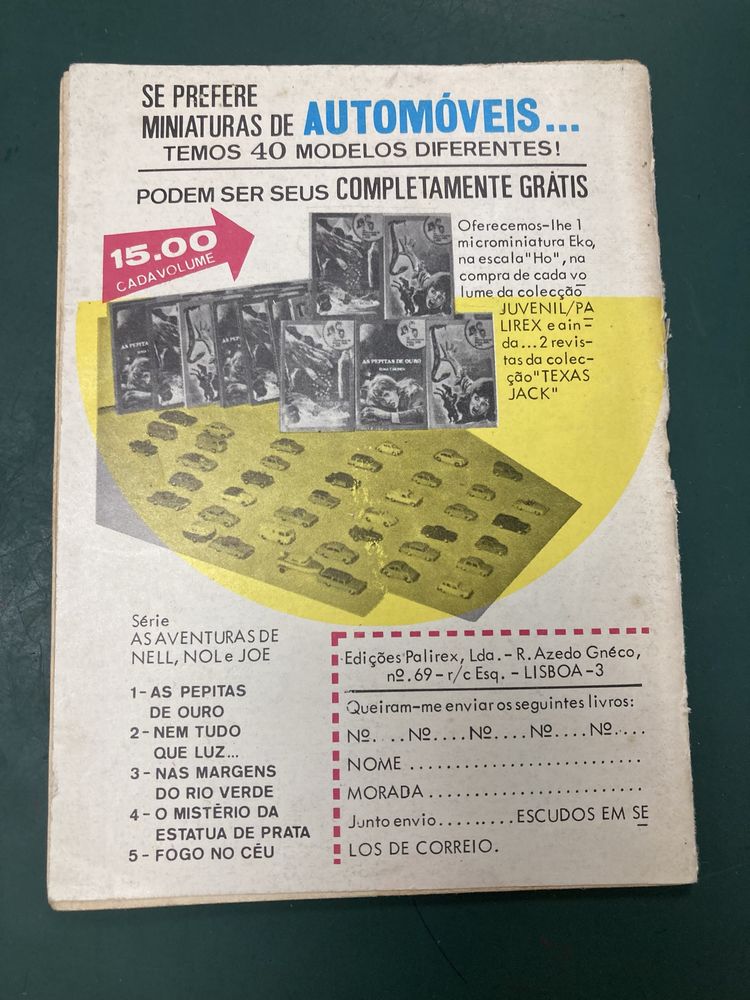 SE PREFERE
MINIATURAS DE AUTOMÓVEIS...
TEMOS 40 MODELOS DIFERENTES!
PODEM SER SEUS COMPLETAMENTE GRÁTIS
15.00
CADA VOLUME
Oferecemos-lhe 1
microminiatura Eko,
na escala "Ho", na
compra de cada vo
lume da colecção
JUVENIL/PA
LIREX e ain
da...2 revis-
tas da colec-
ção "TEXAS
JACK"
AS PEPITAS
AS PEPITAS DE OURO
Série
AS AVENTURAS DE
NELL, NOL e JOE
1- AS PEPITAS
DE OURO
2- NEM TUDO
QUE LUZ...
3- NAS MARGENS
DO RIO VERDE
4- O MISTÉRIO DA
ESTATUA DE PRATA
5- FOGO NO CÉU
Edições Palirex, Lda. - R. Azedo Gnéco,
nº. 69 - r/c Esq. - LISBOA -3
Queiram-me enviar os seguintes livros:
Nº.... Nº.... Nº.... Nº.... Nº....
NOME ..........................
MORADA ........................
Junto envio.........ESCUDOS EM SE
LOS DE CORREIO.